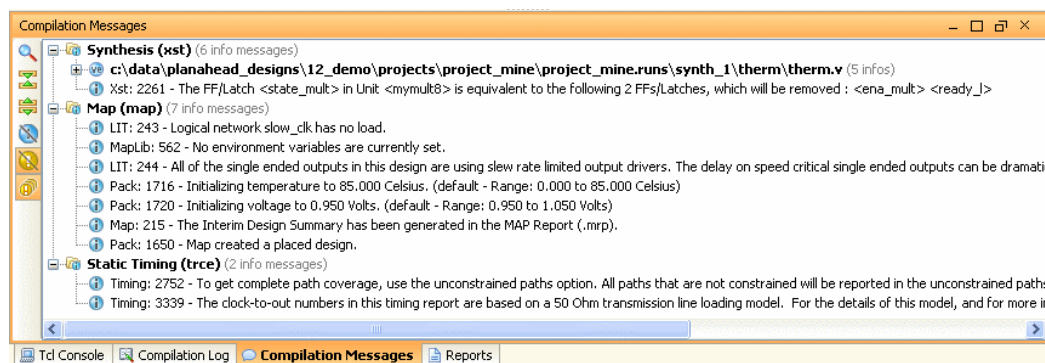 Compilation Messages
Synthesis (xst) (6 info messages)
c:\data\planahead_designs\12_demo\projects\project_mine\project_mine.runs\synth_1\therm\therm.v (5 infos)
Xst: 2261 - The FF/Latch <state_mult> in Unit <mymult8> is equivalent to the following 2 FFs/Latches, which will be removed : <ena_mult> <ready_l>
Map (map) (7 info messages)
LIT: 243 - Logical network slow_clk has no load.
MapLib: 562 - No environment variables are currently set.
LIT: 244 - All of the single ended outputs in this design are using slew rate limited output drivers. The delay on speed critical single ended outputs can be dramati
Pack: 1716 - Initializing temperature to 85.000 Celsius. (default - Range: 0.000 to 85.000 Celsius)
Pack: 1720 - Initializing voltage to 0.950 Volts. (default - Range: 0.950 to 1.050 Volts)
Map: 215 - The Interim Design Summary has been generated in the MAP Report (.mrp).
Pack: 1650 - Map created a placed design.
Static Timing (trce) (2 info messages)
Timing: 2752 - To get complete path coverage, use the unconstrained paths option. All paths that are not constrained will be reported in the unconstrained paths
Timing: 3339 - The clock-to-out numbers in this timing report are based on a 50 Ohm transmission line loading model.  For the details of this model, and for more i
Tcl Console Compilation Log Compilation Messages Reports